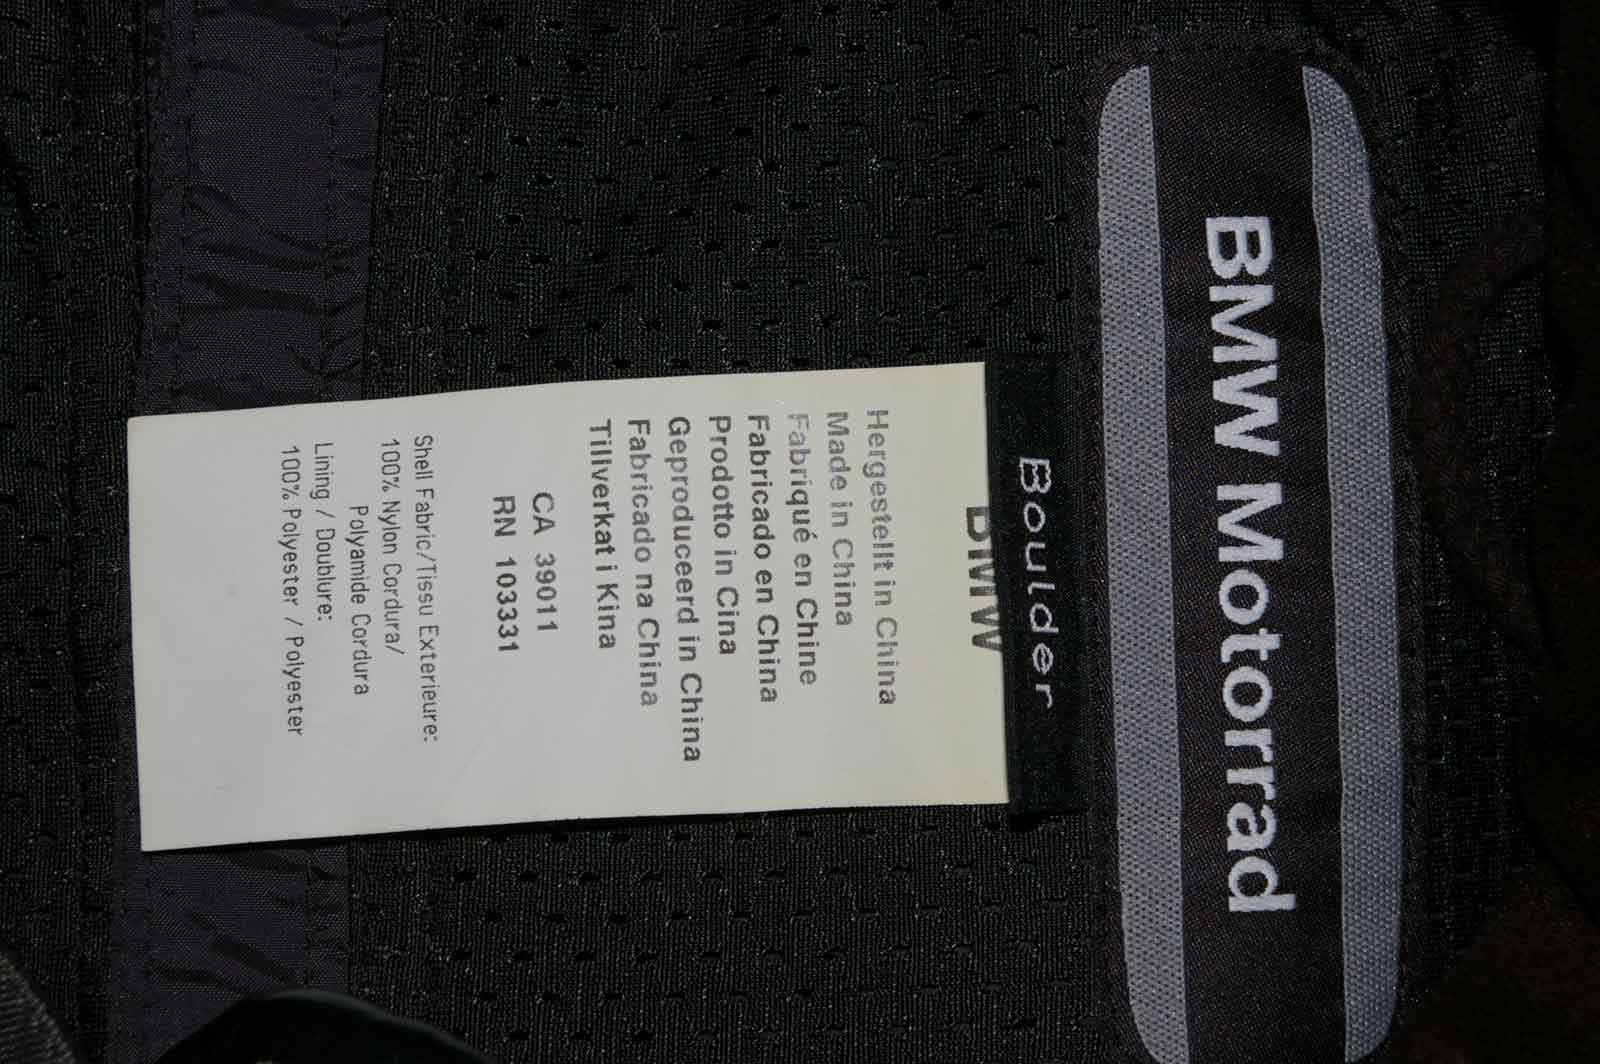 BMW Motorrad
Boulder
BMW
Hergestellt in China
Made in China
Fabriqué en Chine
Fabricado en China
Prodotto in Cina
Geproduceerd in China
Fabricado na China
Tillverkat i Kina
CA 39011
RN 103331
Shell Fabric/Tissu Exterieure:
100% Nylon Cordura/
Polyamide Cordura
Lining / Doublure:
100% Polyester / Polyester